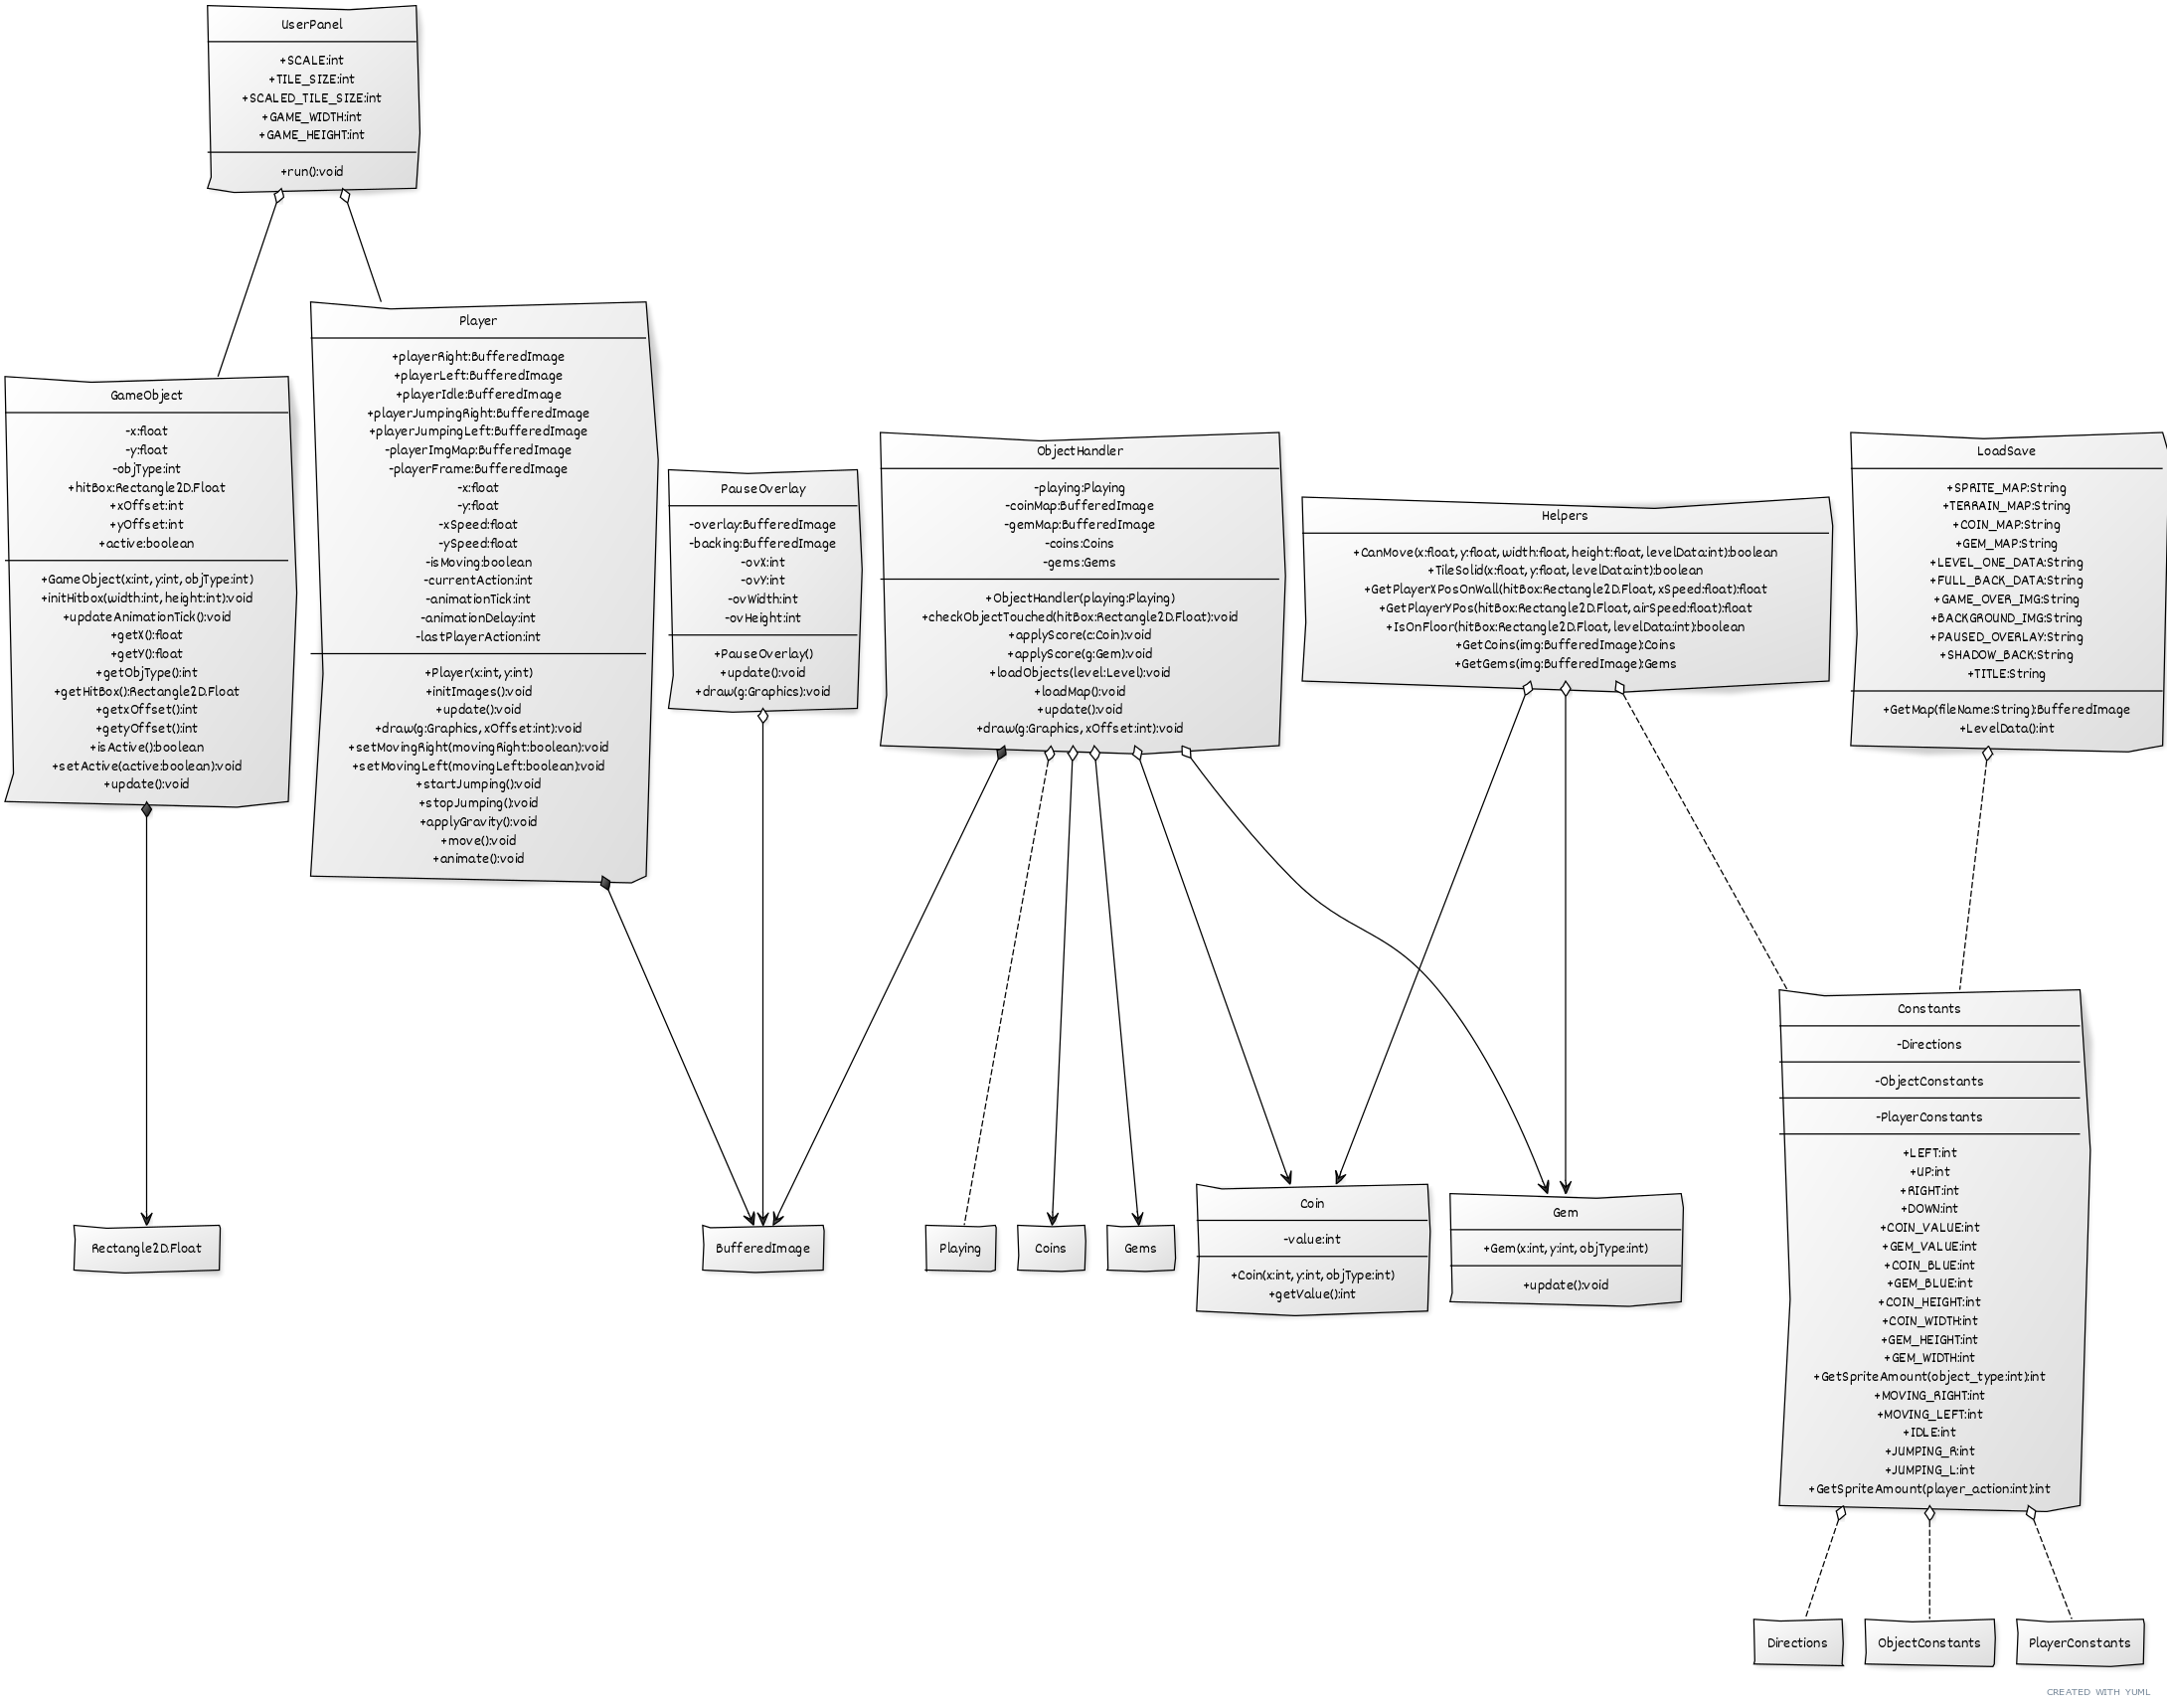 UserPanel
+SCALE:int
+TILE_SIZE:int
+SCALED_TILE_SIZE:int
+GAME_WIDTH:int
+GAME_HEIGHT:int
+run():void
GameObject
-x:float
-y:float
-objType:int
+hitBox:Rectangle2D.Float
+xOffset:int
+yOffset:int
+active:boolean
+GameObject(x:int, y:int, objType:int)
+initHitbox(width:int, height:int):void
+updateAnimationTick():void
+getX():float
+getY():float
+getObjType():int
+getHitBox():Rectangle2D.Float
+getxOffset():int
+getyOffset():int
+isActive():boolean
+setActive(active:boolean):void
+update():void
Player
+playerRight:BufferedImage
+playerLeft:BufferedImage
+playerIdle:BufferedImage
+playerJumpingRight:BufferedImage
+playerJumpingLeft:BufferedImage
-playerImgMap:BufferedImage
-playerFrame:BufferedImage
-x:float
-y:float
-xSpeed:float
-ySpeed:float
-isMoving:boolean
-currentAction:int
-animationTick:int
-animationDelay:int
-lastPlayerAction:int
+Player(x:int, y:int)
+initImages():void
+update():void
+draw(g:Graphics, xOffset:int):void
+setMovingRight(movingRight:boolean):void
+setMovingLeft(movingLeft:boolean):void
+startJumping():void
+stopJumping():void
+applyGravity():void
+move():void
+animate():void
PauseOverlay
-overlay:BufferedImage
-backing:BufferedImage
-ovX:int
-ovY:int
-ovWidth:int
-ovHeight:int
+PauseOverlay()
+update():void
+draw(g:Graphics):void
ObjectHandler
-playing:Playing
-coinMap:BufferedImage
-gemMap:BufferedImage
-coins:Coins
-gems:Gems
+ObjectHandler(playing:Playing)
+checkObjectTouched(hitBox:Rectangle2D.Float):void
+applyScore(c:Coin):void
+applyScore(g:Gem):void
+loadObjects(level:Level):void
+loadMap():void
+update():void
+draw(g:Graphics, xOffset:int):void
Helpers
+CanMove(x:float, y:float, width:float, height:float, levelData:int):boolean
+TileSolid(x:float, y:float, levelData:int):boolean
+GetPlayerXPosOnWall(hitBox:Rectangle2D.Float, xSpeed:float):float
+GetPlayerYPos(hitBox:Rectangle2D.Float, airSpeed:float):float
+IsOnFloor(hitBox:Rectangle2D.Float, levelData:int):boolean
+GetCoins(img:BufferedImage):Coins
+GetGems(img:BufferedImage):Gems
LoadSave
+SPRITE_MAP:String
+TERRAIN_MAP:String
+COIN_MAP:String
+GEM_MAP:String
+LEVEL_ONE_DATA:String
+FULL_BACK_DATA:String
+GAME_OVER_IMG:String
+BACKGROUND_IMG:String
+PAUSED_OVERLAY:String
+SHADOW_BACK:String
+TITLE:String
+GetMap(fileName:String):BufferedImage
+LevelData():int
Rectangle2D.Float
BufferedImage
Playing
Coins
Gems
Coin
-value:int
+Coin(x:int, y:int, objType:int)
+getValue():int
Gem
+Gem(x:int, y:int, objType:int)
+update():void
Constants
-Directions
-ObjectConstants
-PlayerConstants
+LEFT:int
+UP:int
+RIGHT:int
+DOWN:int
+COIN_VALUE:int
+GEM_VALUE:int
+COIN_BLUE:int
+GEM_BLUE:int
+COIN_HEIGHT:int
+COIN_WIDTH:int
+GEM_HEIGHT:int
+GEM_WIDTH:int
+GetSpriteAmount(object_type:int):int
+MOVING_RIGHT:int
+MOVING_LEFT:int
+IDLE:int
+JUMPING_R:int
+JUMPING_L:int
+GetSpriteAmount(player_action:int):int
Directions
ObjectConstants
PlayerConstants
CREATED WITH YUML